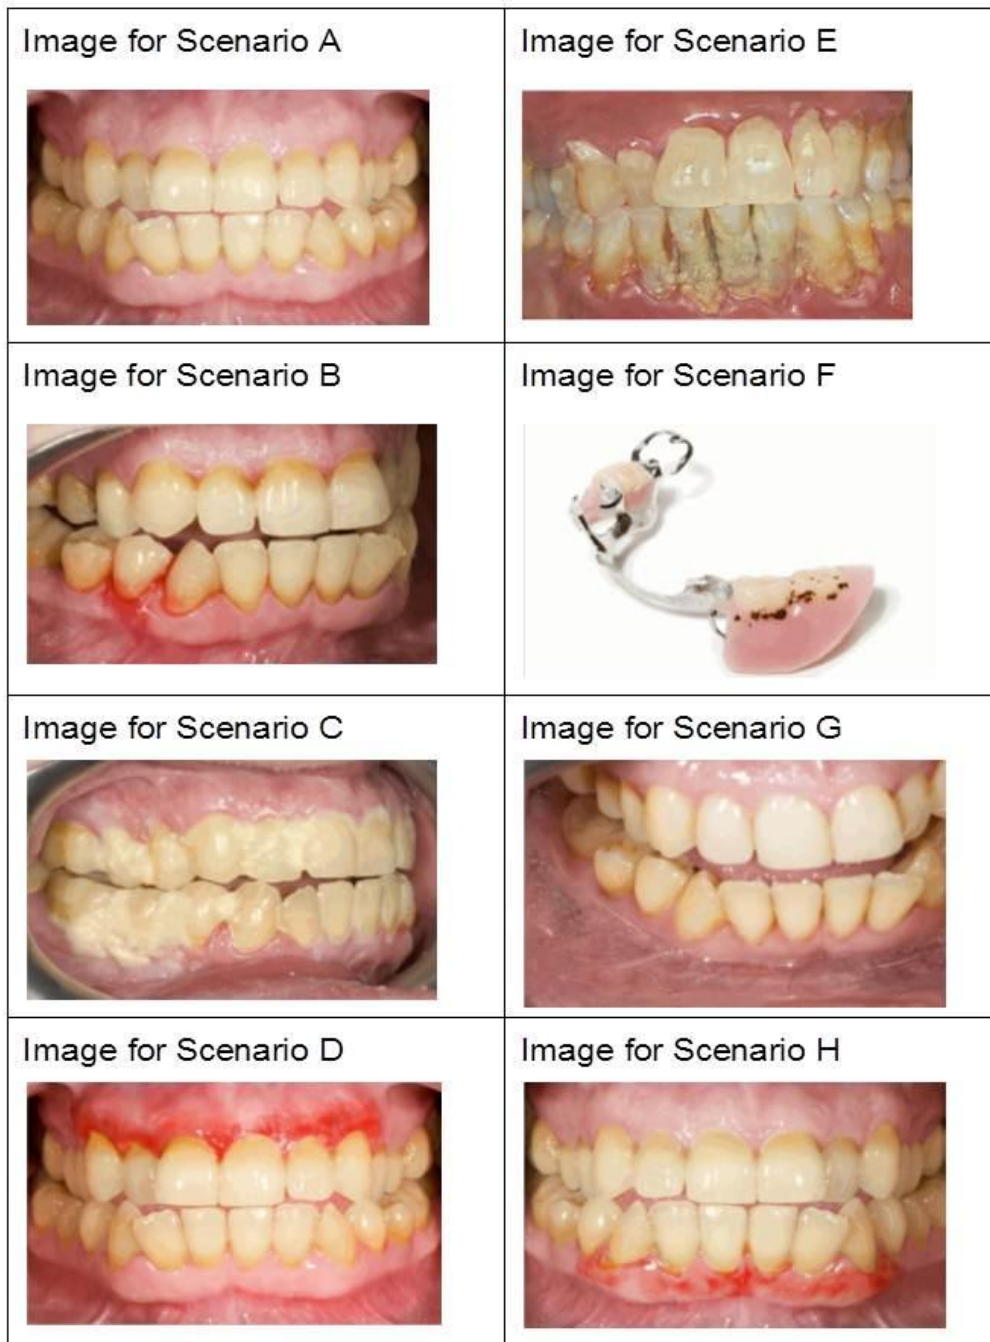 Image for Scenario A
Image for Scenario E
Image for Scenario B
Image for Scenario F
Image for Scenario C
Image for Scenario G
Image for Scenario D
Image for Scenario H